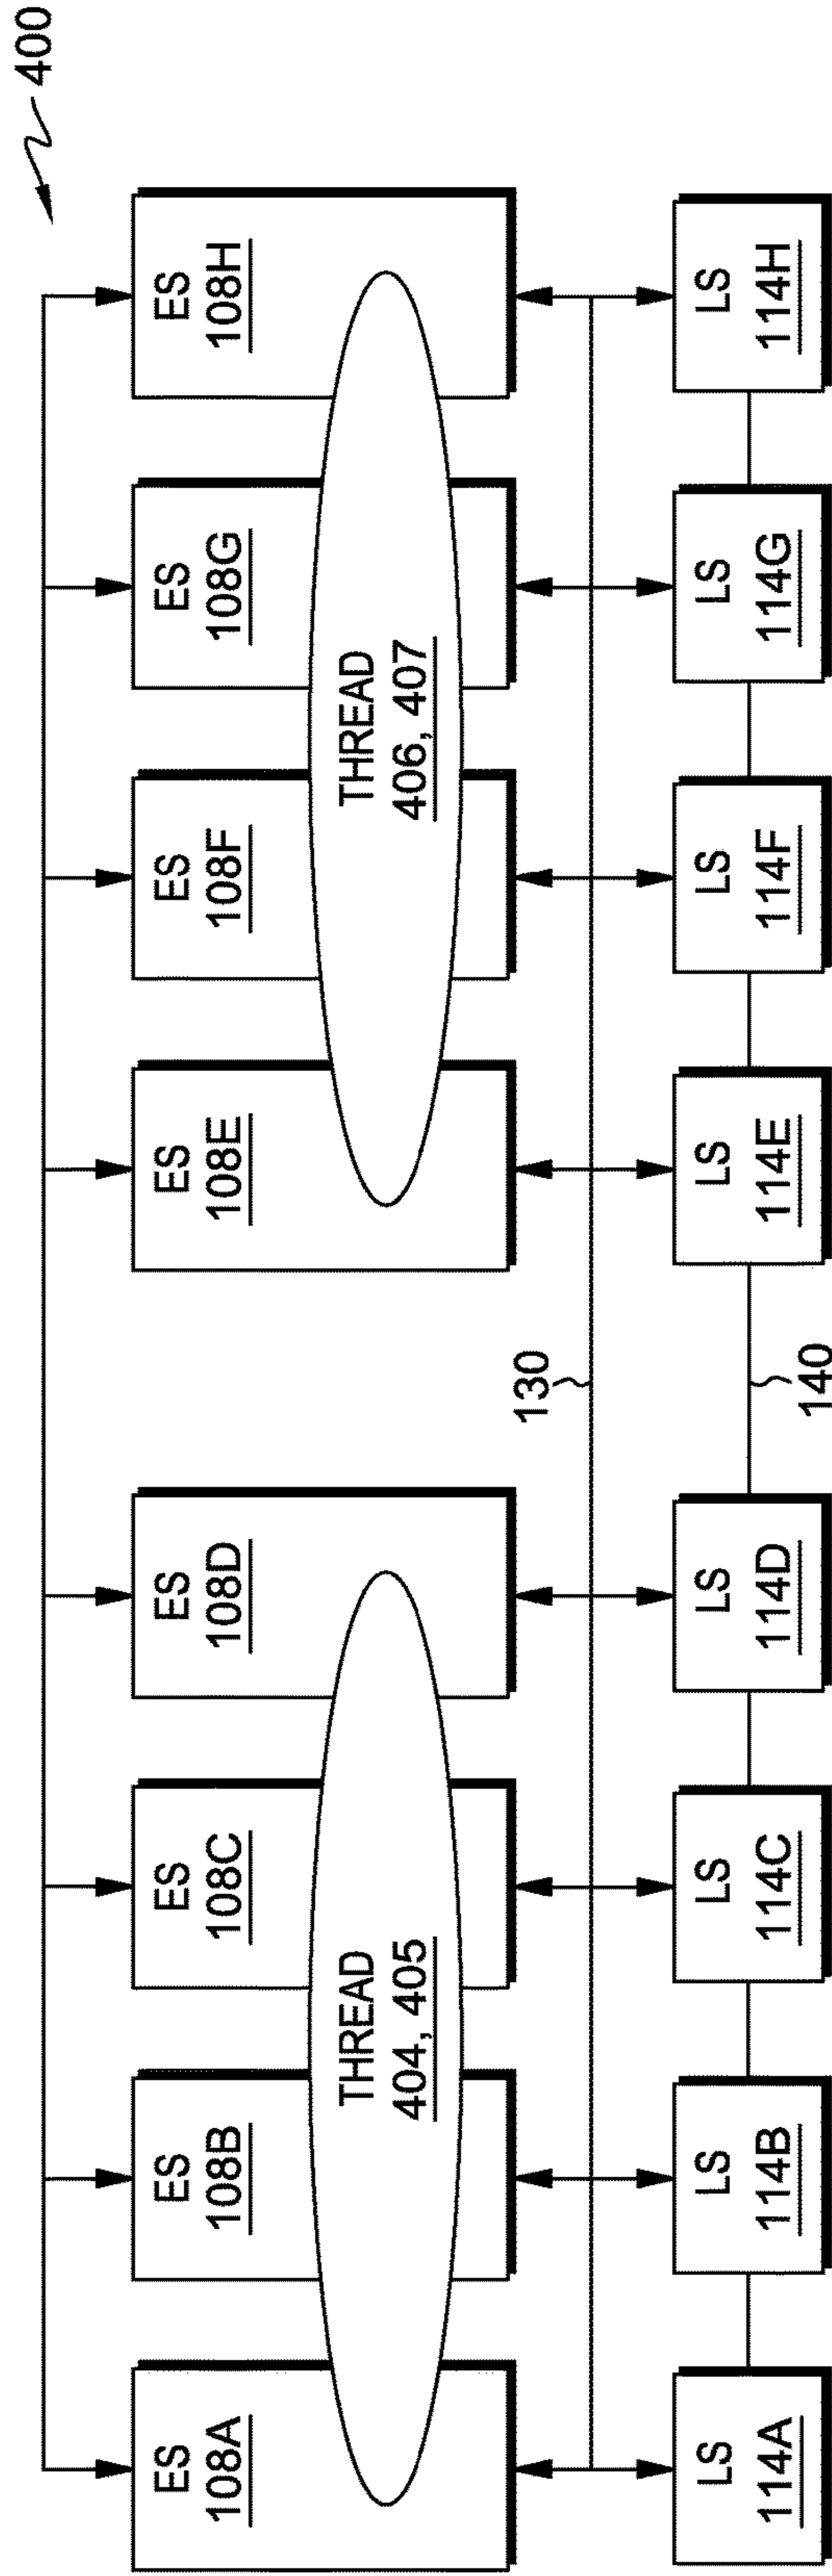 400
ES
108A
ES
108B
ES
108C
ES
108D
ES
108E
ES
108F
ES
108G
ES
108H
THREAD
404, 405
THREAD
406, 407
130
LS
114A
LS
114B
LS
114C
LS
114D
LS
114E
LS
114F
LS
114G
LS
114H
140